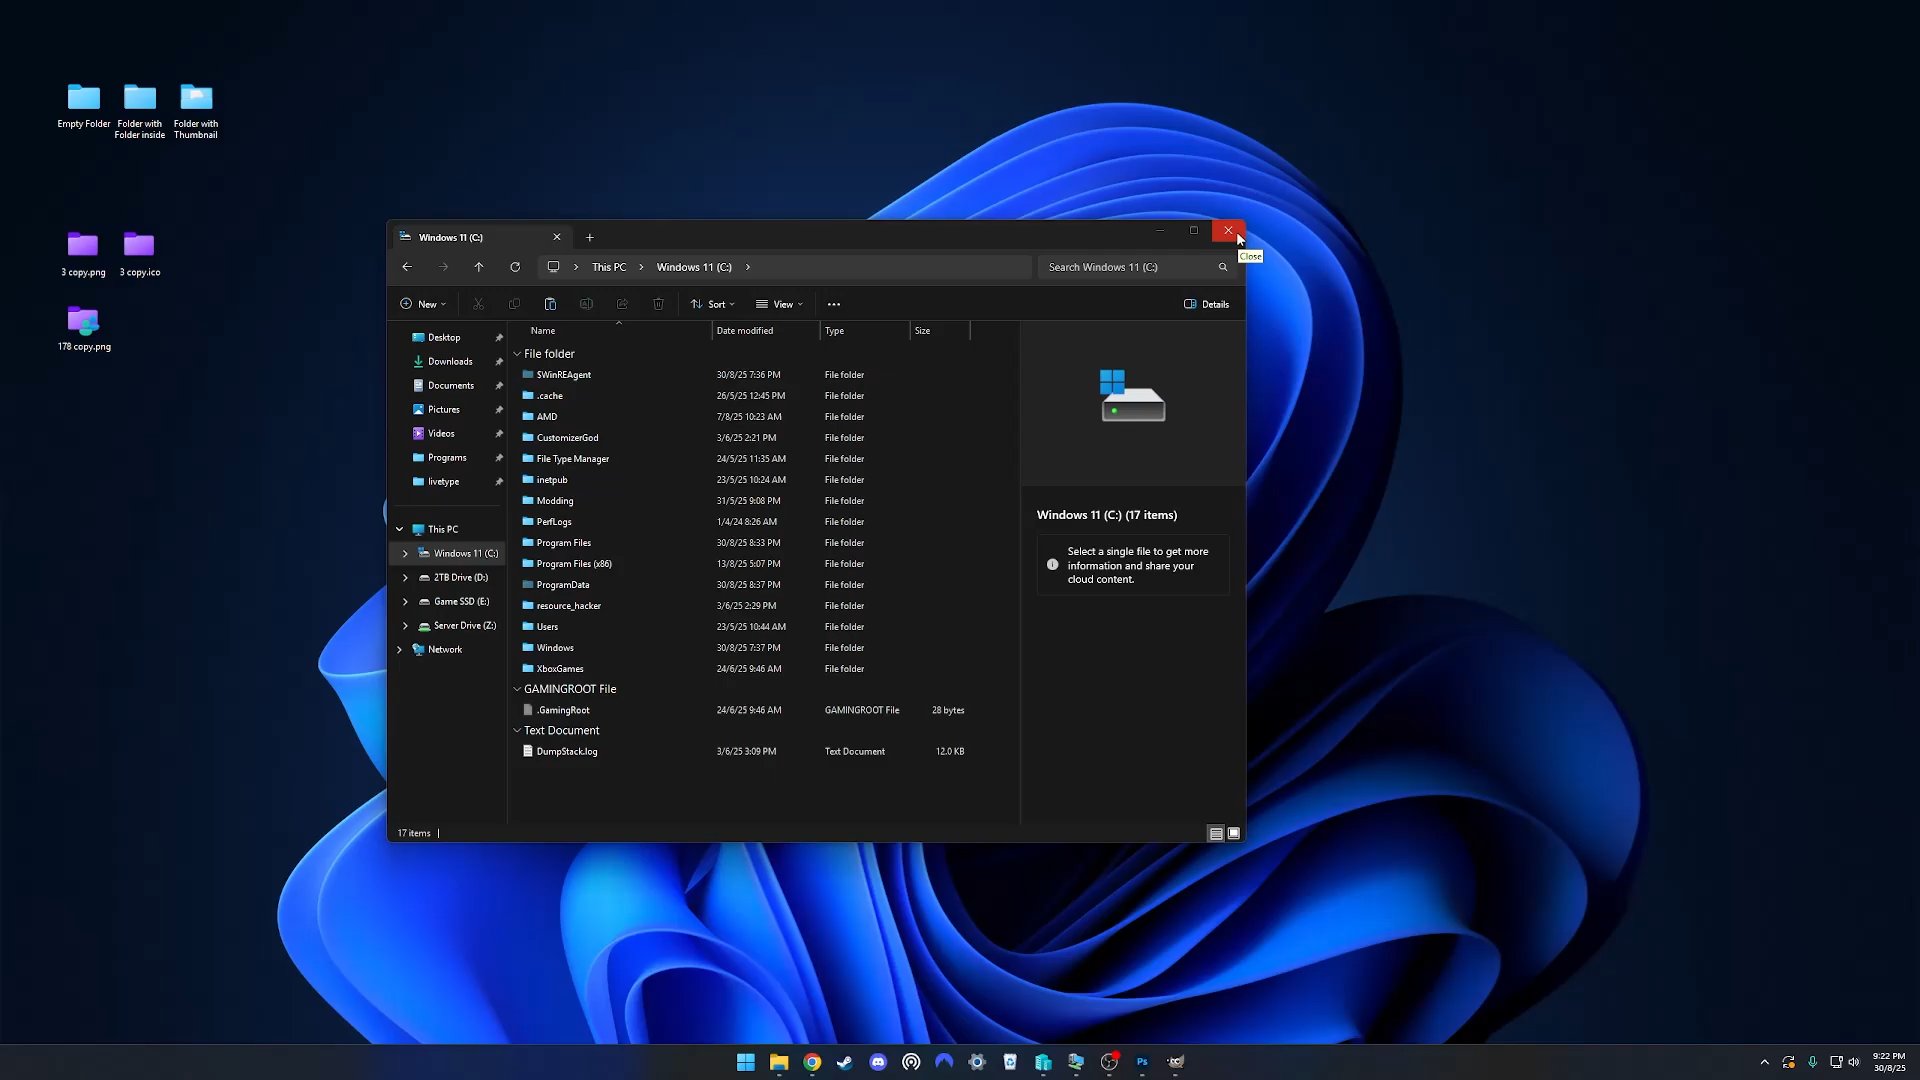 Empty Folder
Folder with
Folder inside
Folder with
Thumbnail
3 copy.png
3 copy.ico
178 copy.png
Windows 11 (C:)
Close
This PC
Windows 11 (C:)
Search Windows 11 (C:)
New
Sort
View
Details
Desktop
Downloads
Documents
Pictures
Videos
Programs
livetype
This PC
Windows 11 (C:)
2TB Drive (D:)
Game SSD (E:)
Server Drive (Z:)
Network
Name Date modified Type Size
File folder
$WinREAgent 30/8/25 7:36 PM File folder
.cache 26/5/25 12:45 PM File folder
AMD 7/8/25 10:23 AM File folder
CustomizerGod 3/6/25 2:21 PM File folder
File Type Manager 24/5/25 11:35 AM File folder
inetpub 23/5/25 10:24 AM File folder
Modding 31/5/25 9:08 PM File folder
PerfLogs 1/4/24 8:26 AM File folder
Program Files 30/8/25 8:33 PM File folder
Program Files (x86) 13/8/25 5:07 PM File folder
ProgramData 30/8/25 8:37 PM File folder
resource_hacker 3/6/25 2:29 PM File folder
Users 23/5/25 10:44 AM File folder
Windows 30/8/25 7:37 PM File folder
XboxGames 24/6/25 9:46 AM File folder
GAMINGROOT File
.GamingRoot 24/6/25 9:46 AM GAMINGROOT File 28 bytes
Text Document
DumpStack.log 3/6/25 3:09 PM Text Document 12.0 KB
Windows 11 (C:) (17 items)
Select a single file to get more
information and share your
cloud content.
17 items
Ps
9:22 PM
30/8/25